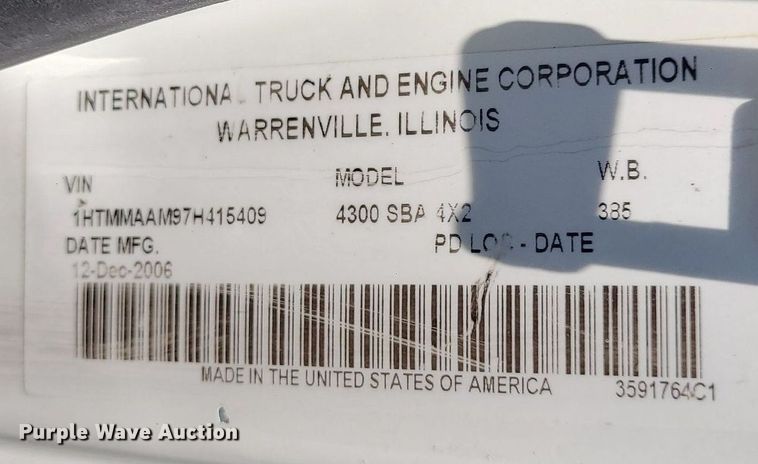 INTERNATIONAL TRUCK AND ENGINE CORPORATION
WARRENVILLE, ILLINOIS
VIN MODEL W.B.
1HTMMAAM97H415409 4300 SBA 4X2 385
DATE MFG. PD LOC - DATE
12-Dec-2006
MADE IN THE UNITED STATES OF AMERICA 3591764C1
Purple Wave Auction